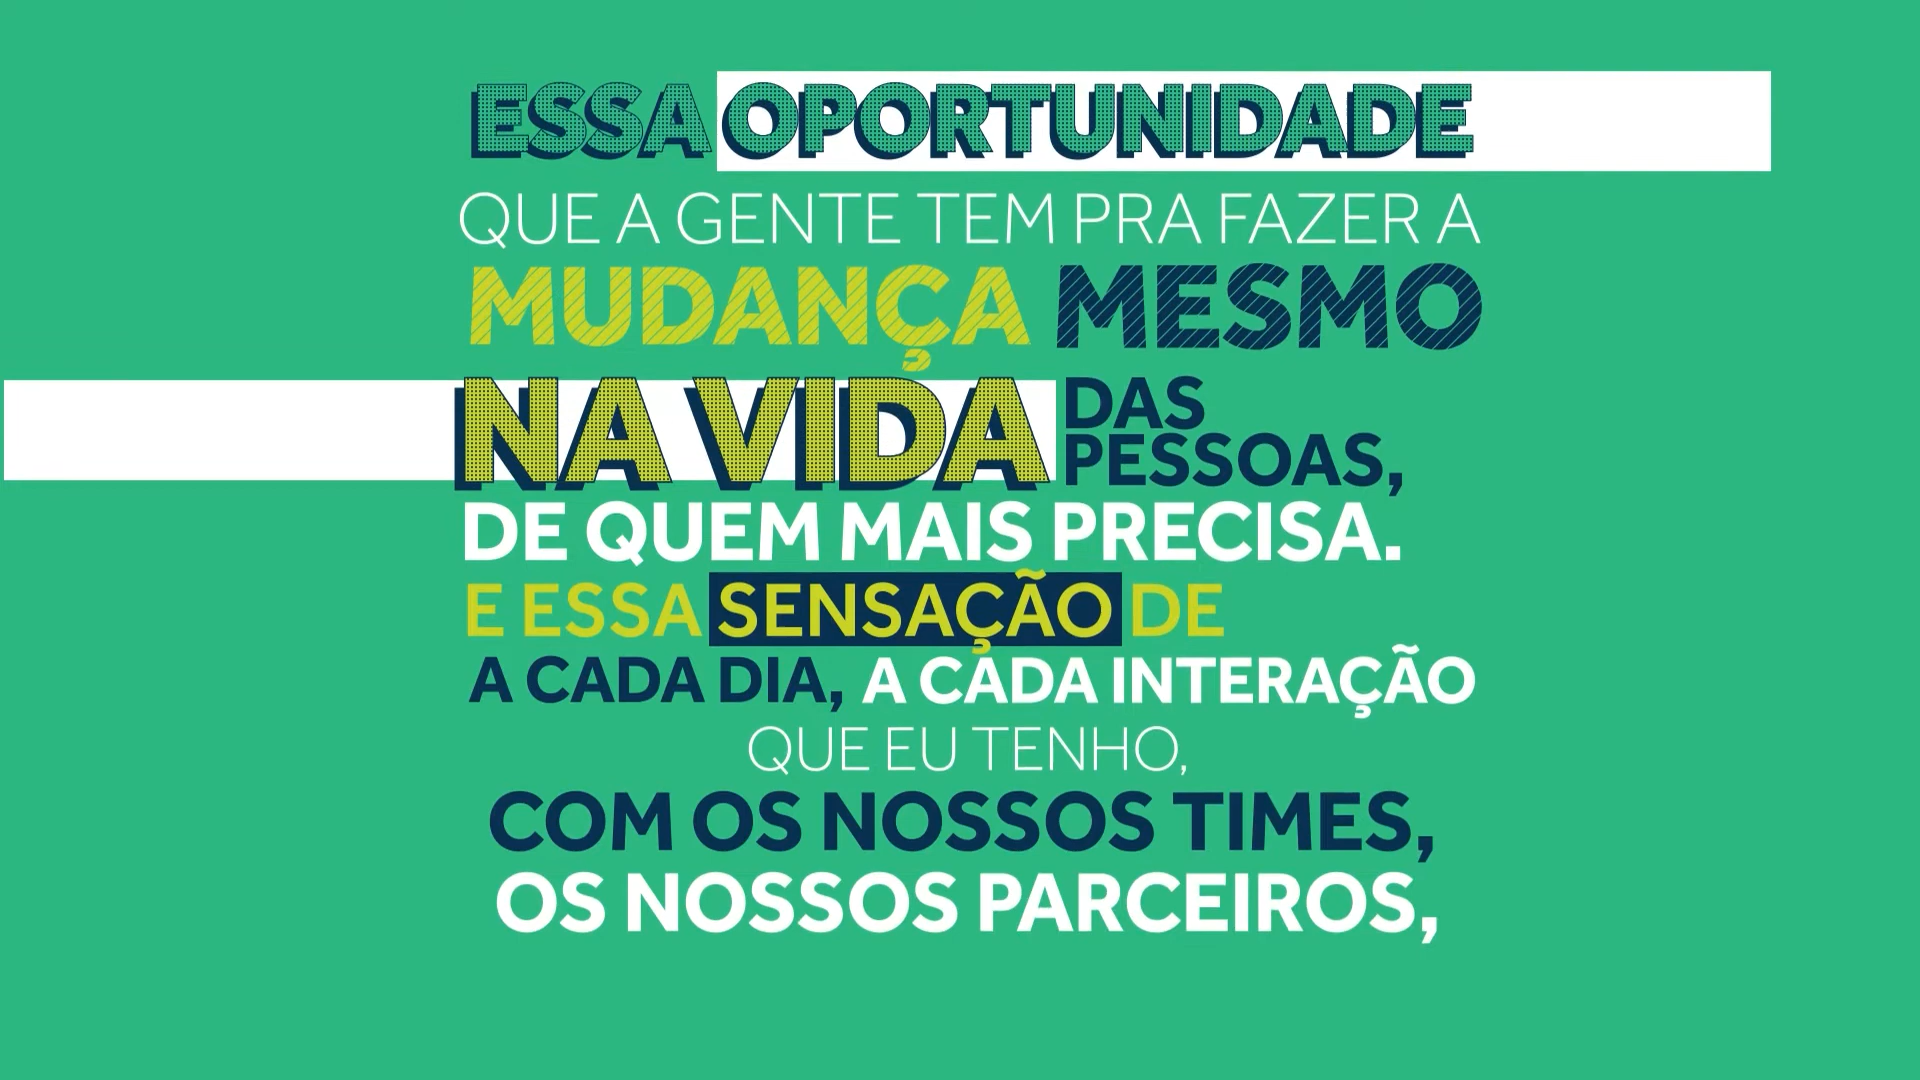 ESSA OPORTUNIDADE
QUE A GENTE TEM PRA FAZER A
MUDANÇA MESMO
NA VIDA DAS PESSOAS,
DE QUEM MAIS PRECISA.
E ESSA SENSAÇÃO DE
A CADA DIA, A CADA INTERAÇÃO
QUE EU TENHO,
COM OS NOSSOS TIMES,
OS NOSSOS PARCEIROS,